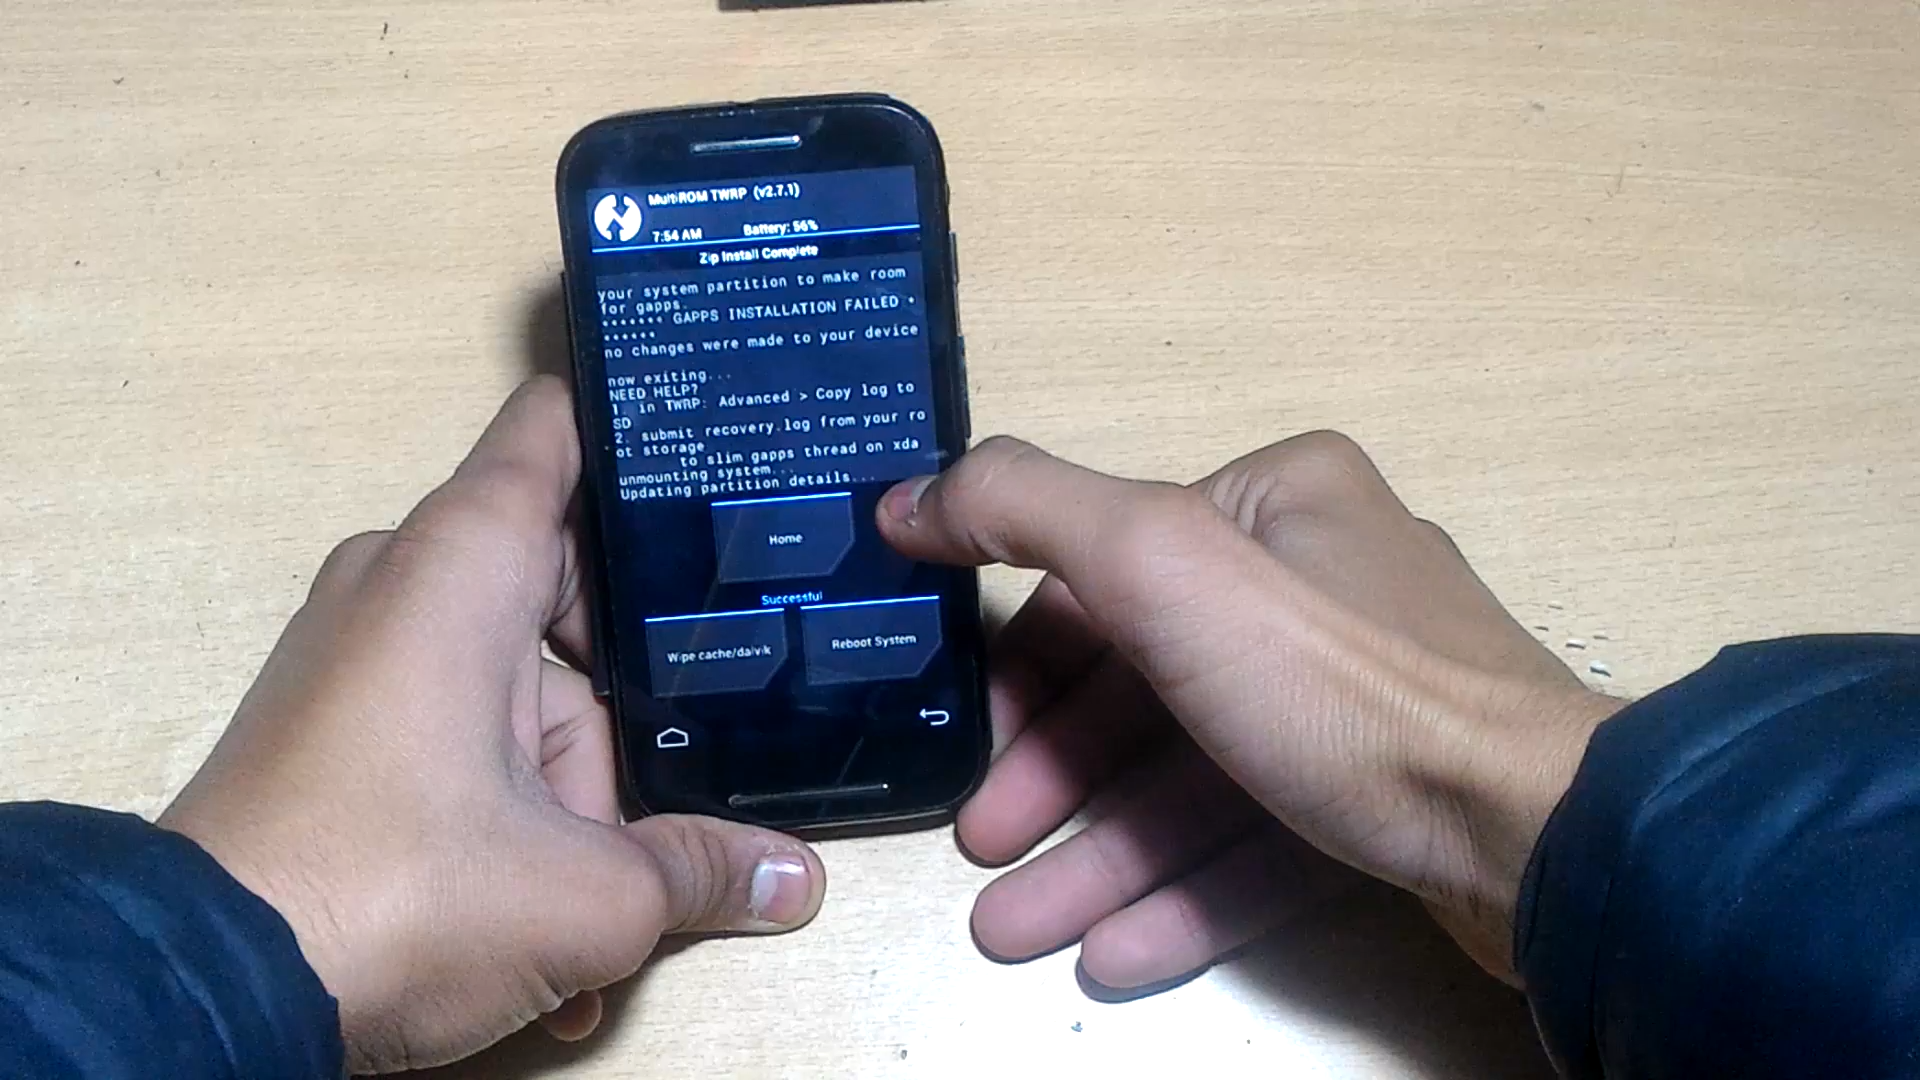 MultiROM TWRP (v2.7.1)
7:54 AM Battery: 56%
Zip Install Complete
your system partition to make room
for gapps.
******* GAPPS INSTALLATION FAILED *
******
no changes were made to your device
now exiting...
NEED HELP?
1. in TWRP: Advanced > Copy log to
SD
2. submit recovery.log from your ro
ot storage
to slim gapps thread on xda
unmounting system...
Updating partition details...
Home
Successful
Wipe cache/dalvik
Reboot System